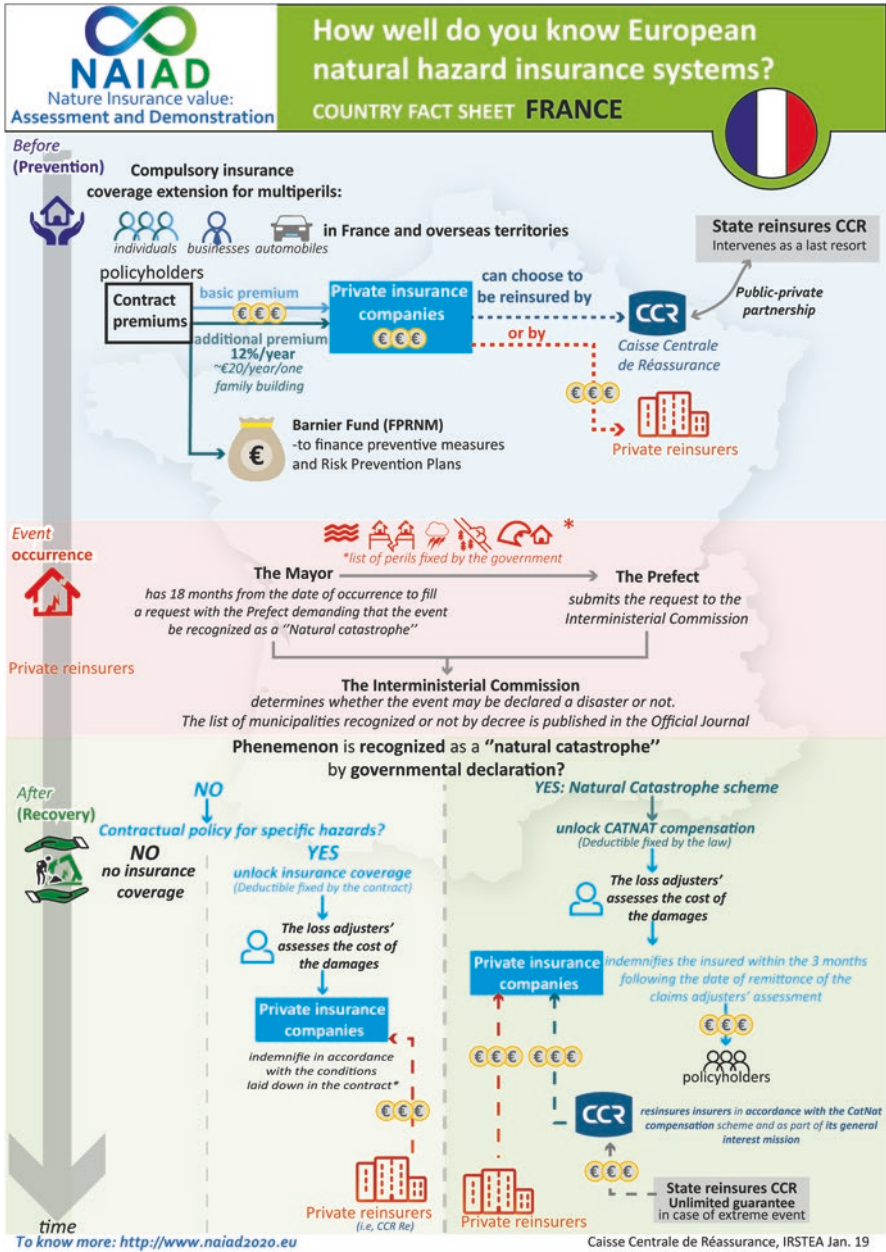 NAIAD
Nature Insurance value:
Assessment and Demonstration
How well do you know European
natural hazard insurance systems?
COUNTRY FACT SHEET FRANCE
Before
(Prevention)
Compulsory insurance
coverage extension for multiperils:
individuals businesses automobiles
in France and overseas territories
State reinsures CCR
Intervenes as a last resort
policyholders
Contract
premiums
basic premium
€ € €
additional premium
12%/year
~€20/year/one
family building
Private insurance
companies
€ € €
can choose to
be reinsured by
or by
CCR
Caisse Centrale
de Réassurance
Public-private
partnership
€ € €
Private reinsurers
€
Barnier Fund (FPRNM)
-to finance preventive measures
and Risk Prevention Plans
Event
occurrence
*
*list of perils fixed by the government
The Mayor
has 18 months from the date of occurrence to fill
a request with the Prefect demanding that the event
be recognized as a ‘‘Natural catastrophe’’
The Prefect
submits the request to the
Interministerial Commission
Private reinsurers
The Interministerial Commission
determines whether the event may be declared a disaster or not.
The list of municipalities recognized or not by decree is published in the Official Journal
Phenemenon is recognized as a ‘‘natural catastrophe’’
by governmental declaration?
After
(Recovery)
NO
Contractual policy for specific hazards?
NO
no insurance
coverage
YES
unlock insurance coverage
(Deductible fixed by the contract)
The loss adjusters’
assesses the cost of
the damages
Private insurance
companies
indemnifie in accordance
with the conditions
laid down in the contract*
€ € €
Private reinsurers
(i.e, CCR Re)
YES: Natural Catastrophe scheme
unlock CATNAT compensation
(Deductible fixed by the law)
The loss adjusters’
assesses the cost of
the damages
Private insurance
companies
indemnifies the insured within the 3 months
following the date of remittance of the
claims adjusters’ assessment
€ € €
policyholders
€ € € € € €
CCR
resinsures insurers in accordance with the CatNat
compensation scheme and as part of its general
interest mission
€ € €
State reinsures CCR
Unlimited guarantee
in case of extreme event
Private reinsurers
time
To know more: http://www.naiad2020.eu
Caisse Centrale de Réassurance, IRSTEA Jan. 19